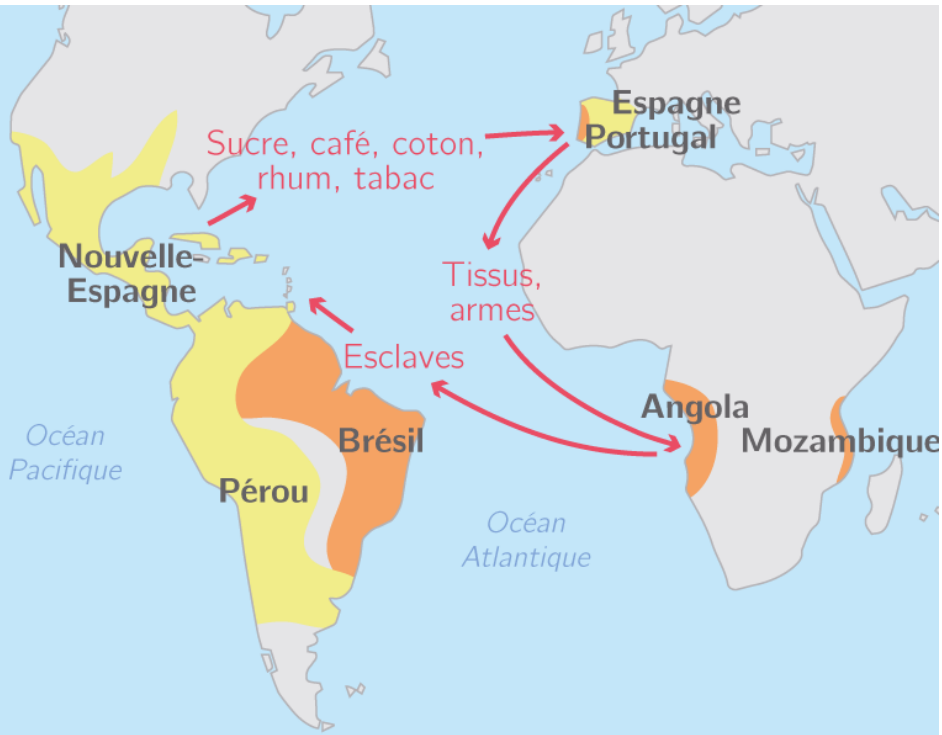 Espagne
Portugal
Sucre, café, coton,
rhum, tabac
Nouvelle-
Espagne
Tissus,
armes
Esclaves
Angola
Mozambique
Brésil
Pérou
Océan
Pacifique
Océan
Atlantique